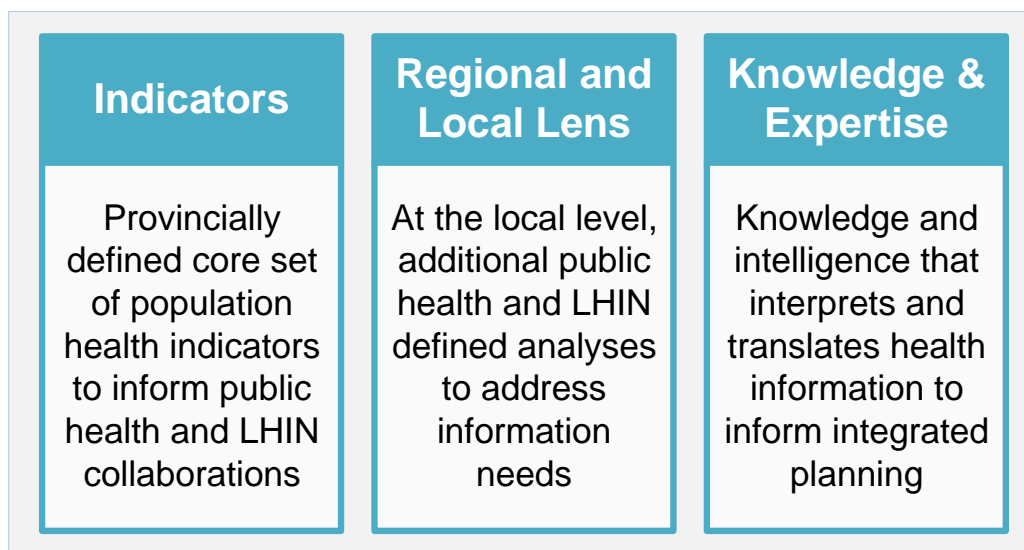 Indicators
Provincially
defined core set
of population
health indicators
to inform public
health and LHIN
collaborations
Regional and
Local Lens
At the local level,
additional public
health and LHIN
defined analyses
to address
information
needs
Knowledge &
Expertise
Knowledge and
intelligence that
interprets and
translates health
information to
inform integrated
planning